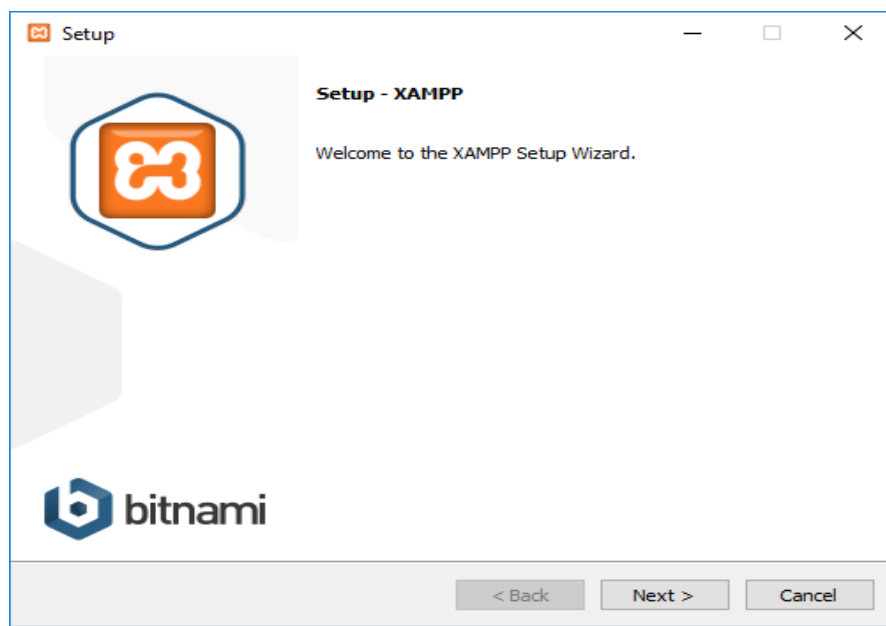 Setup
Setup - XAMPP
Welcome to the XAMPP Setup Wizard.
bitnami
< Back
Next >
Cancel